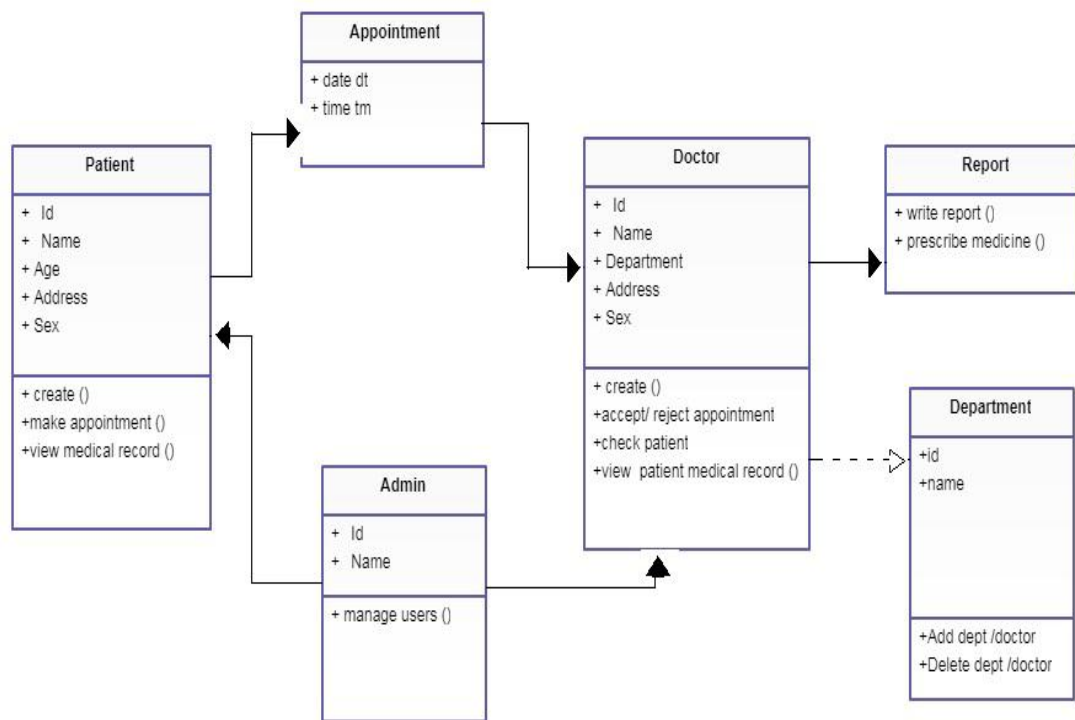 Appointment
+ date dt
+ time tm
Patient
+ Id
+ Name
+ Age
+ Address
+ Sex
+ create ()
+make appointment ()
+view medical record ()
Doctor
+ Id
+ Name
+ Department
+ Address
+ Sex
+ create ()
+accept/ reject appointment
+check patient
+view patient medical record ()
Report
+ write report ()
+ prescribe medicine ()
Admin
+ Id
+ Name
+ manage users ()
Department
+id
+name
+Add dept /doctor
+Delete dept /doctor